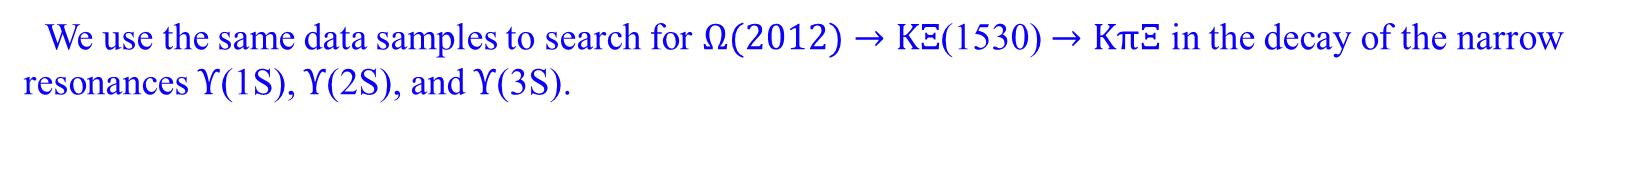 We use the same data samples to search for Ω(2012) → KΞ(1530) → KπΞ in the decay of the narrow
resonances ϒ(1S), ϒ(2S), and ϒ(3S).